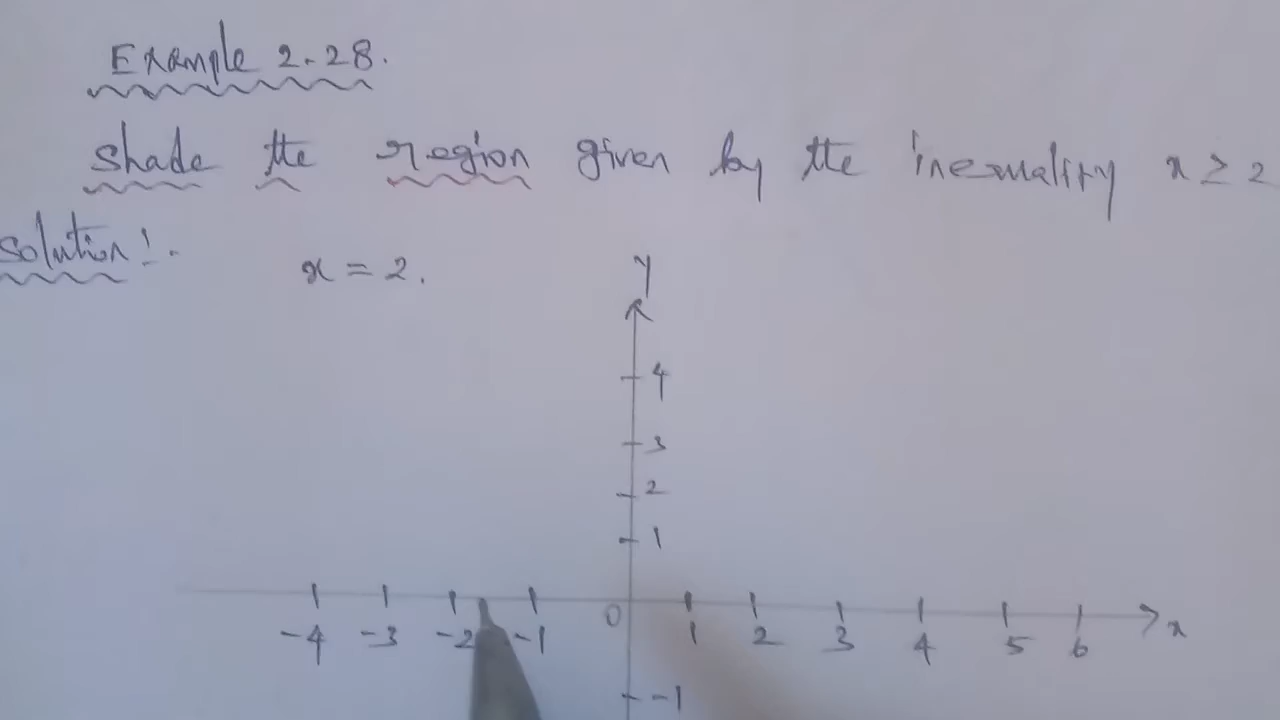 Example 2.28.
Shade the region given by the inequality x ≥ 2
Solution:-
x = 2.
y
4
3
2
1
-4 -3 -2 -1 0 1 2 3 4 5 6 x
-1